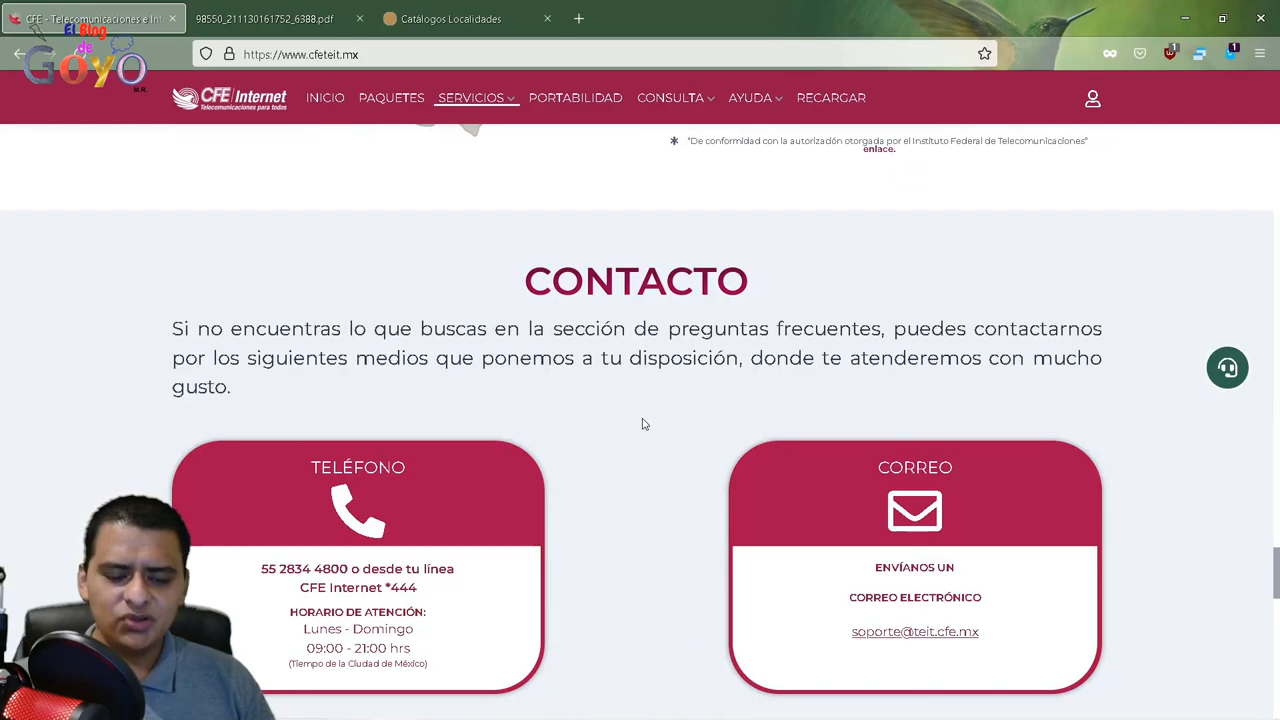 CFE - Telecomunicaciones e Int
98550_211130161752_6388.pdf
Catálogos Localidades
El Blog
de
GOYO
M.R.
https://www.cfeteit.mx
1
1
CFE Internet
Telecomunicaciones para todos
INICIO
PAQUETES
SERVICIOS
PORTABILIDAD
CONSULTA
AYUDA
RECARGAR
* "De conformidad con la autorización otorgada por el Instituto Federal de Telecomunicaciones"
enlace.
CONTACTO
Si no encuentras lo que buscas en la sección de preguntas frecuentes, puedes contactarnos
por los siguientes medios que ponemos a tu disposición, donde te atenderemos con mucho
gusto.
TELÉFONO
55 2834 4800 o desde tu línea
CFE Internet *444
HORARIO DE ATENCIÓN:
Lunes - Domingo
09:00 - 21:00 hrs
(Tiempo de la Ciudad de México)
CORREO
ENVÍANOS UN
CORREO ELECTRÓNICO
soporte@teit.cfe.mx